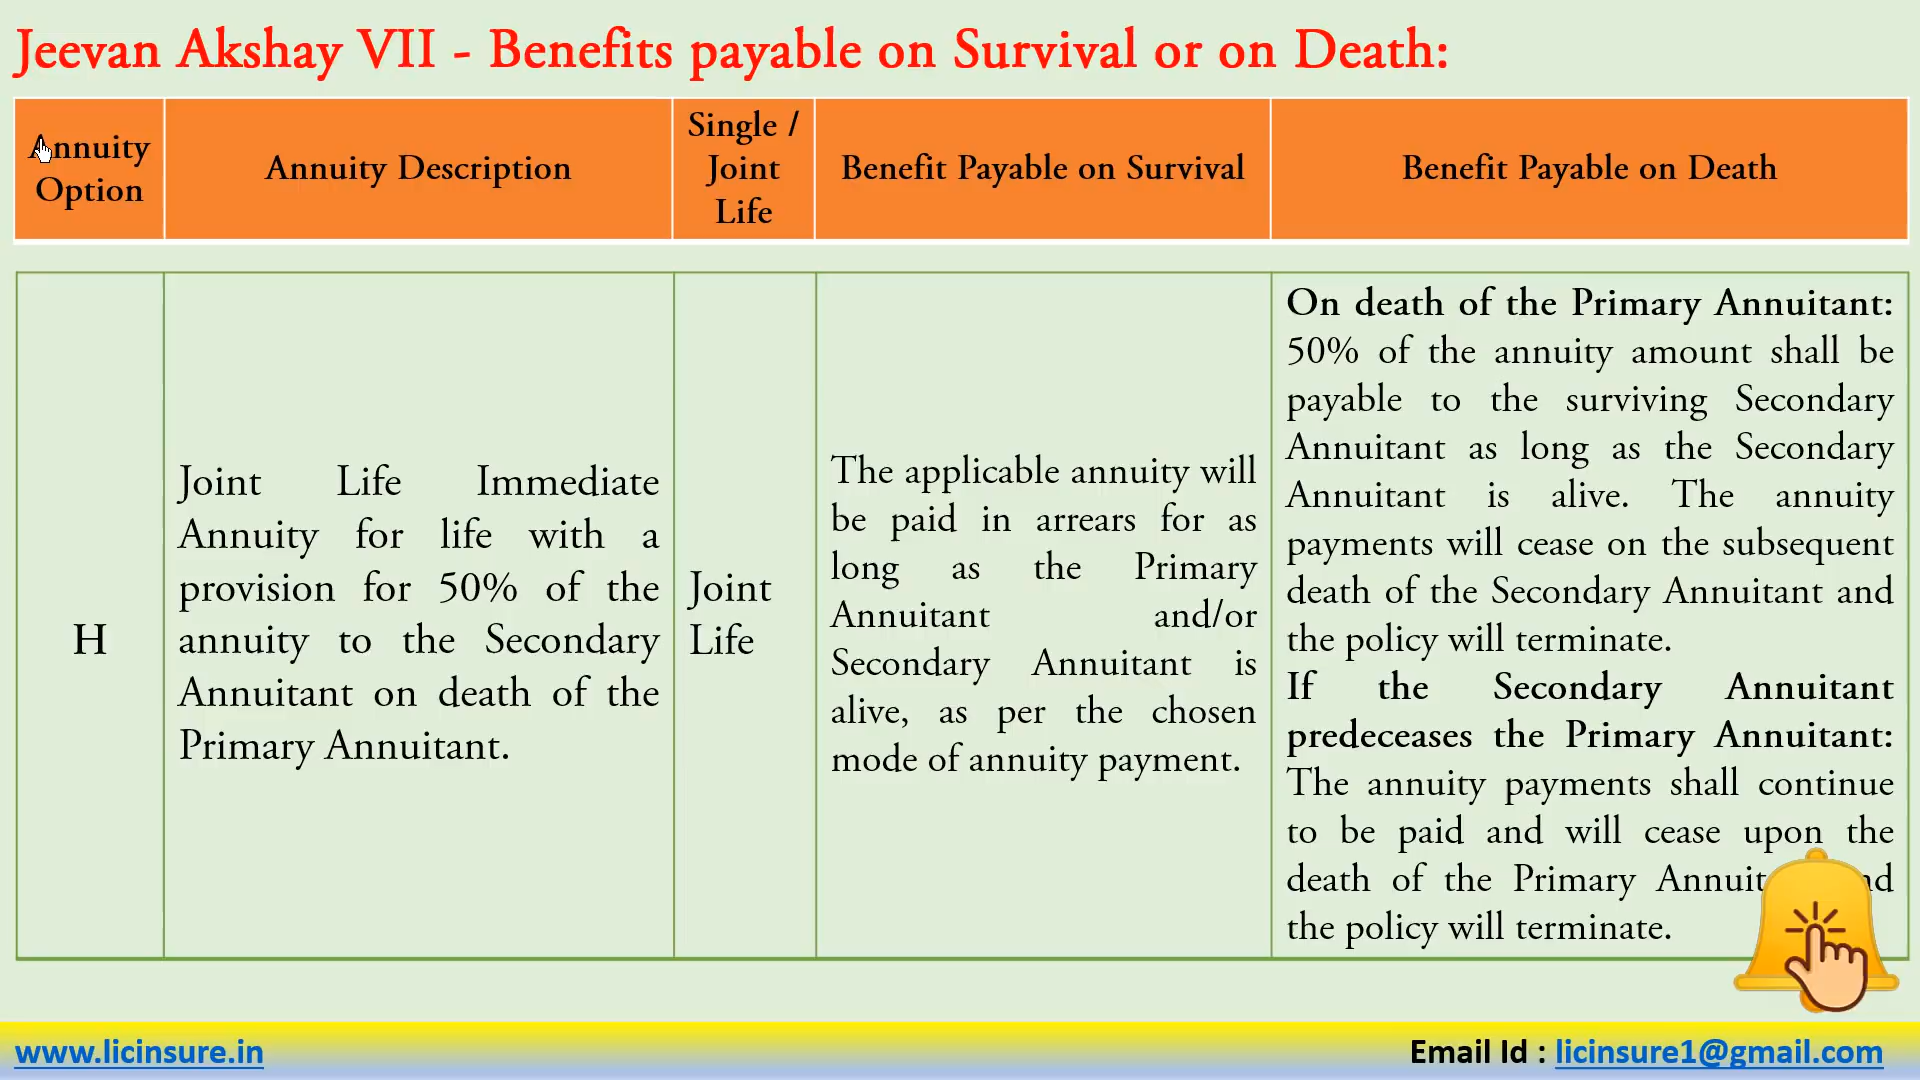 Jeevan Akshay VII - Benefits payable on Survival or on Death:
Annuity
Option
Annuity Description
Single /
Joint
Life
Benefit Payable on Survival
Benefit Payable on Death
H
Joint Life Immediate
Annuity for life with a
provision for 50% of the
annuity to the Secondary
Annuitant on death of the
Primary Annuitant.
Joint
Life
The applicable annuity will
be paid in arrears for as
long as the Primary
Annuitant and/or
Secondary Annuitant is
alive, as per the chosen
mode of annuity payment.
On death of the Primary Annuitant:
50% of the annuity amount shall be
payable to the surviving Secondary
Annuitant as long as the Secondary
Annuitant is alive. The annuity
payments will cease on the subsequent
death of the Secondary Annuitant and
the policy will terminate.
If the Secondary Annuitant
predeceases the Primary Annuitant:
The annuity payments shall continue
to be paid and will cease upon the
death of the Primary
the policy will terminate.
www.licinsure.in
Email Id : licinsure1@gmail.com